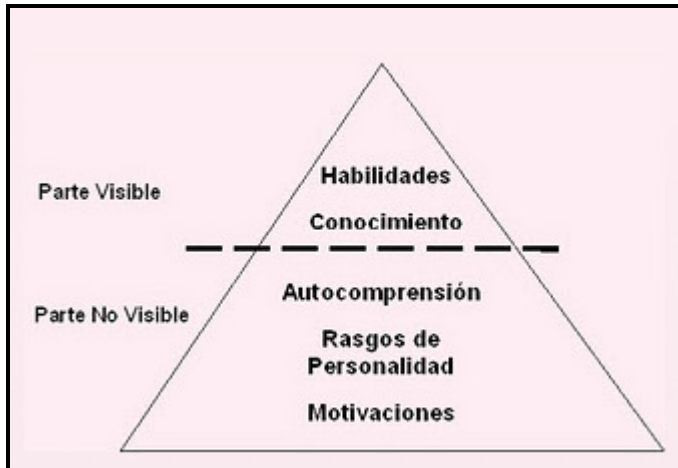 Habilidades
Parte Visible
Conocimiento
Autocomprensión
Parte No Visible
Rasgos de
Personalidad
Motivaciones